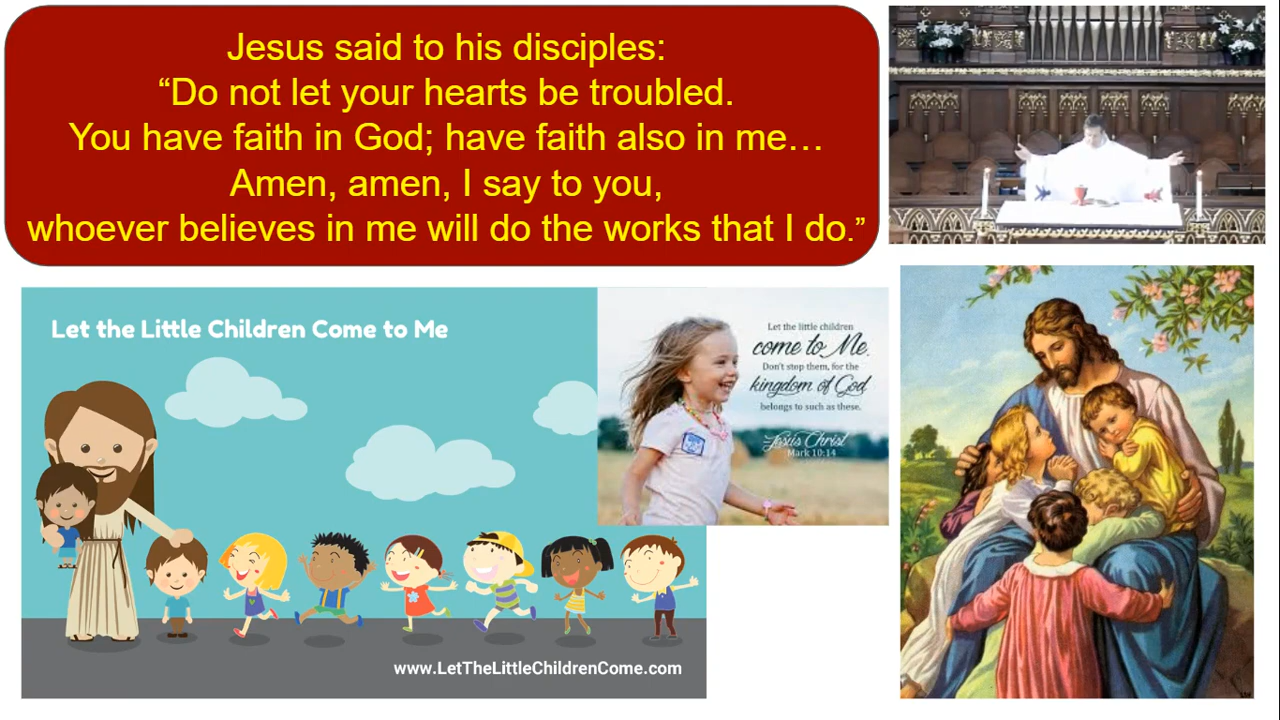 Jesus said to his disciples:
“Do not let your hearts be troubled.
You have faith in God; have faith also in me…
Amen, amen, I say to you,
whoever believes in me will do the works that I do.”
Let the Little Children Come to Me
www.LetTheLittleChildrenCome.com
Let the little children
come to Me.
Don't stop them, for the
kingdom of God
belongs to such as these.
Jesus Christ
Mark 10:14